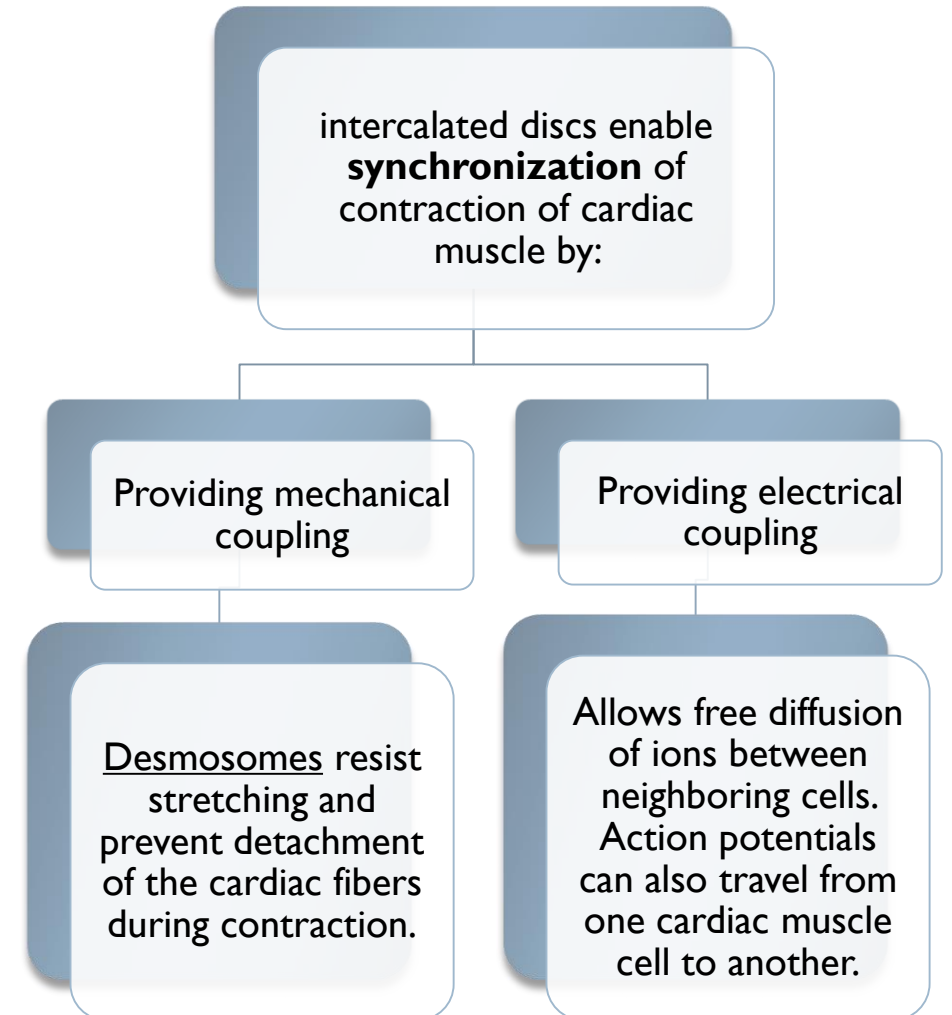 intercalated discs enable
synchronization of
contraction of cardiac
muscle by:
Providing mechanical
coupling
Providing electrical
coupling
Desmosomes resist
stretching and
prevent detachment
of the cardiac fibers
during contraction.
Allows free diffusion
of ions between
neighboring cells.
Action potentials
can also travel from
one cardiac muscle
cell to another.